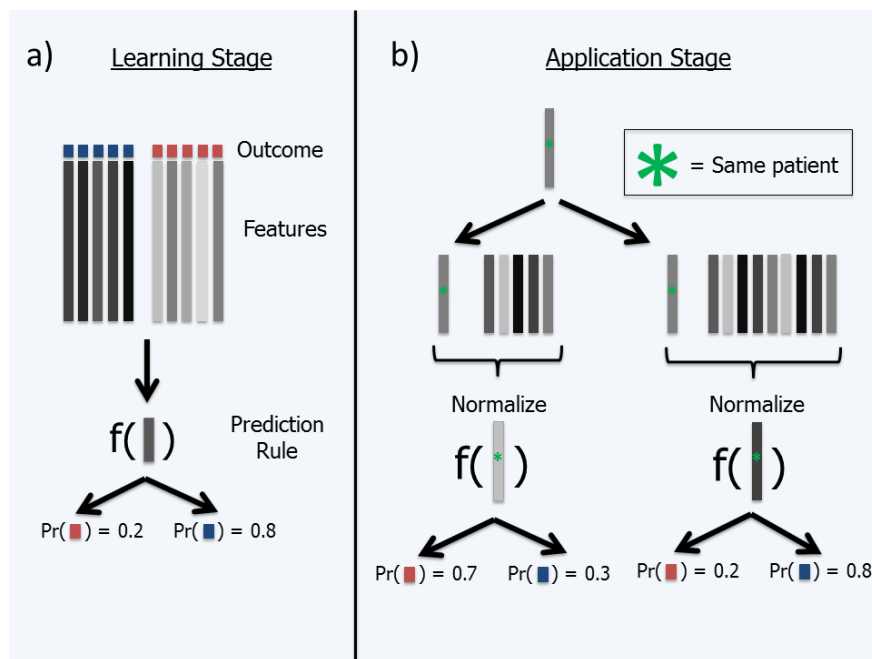 a)
Learning Stage
Outcome
Features
f( )
Prediction
Rule
Pr( ) = 0.2
Pr( ) = 0.8
b)
Application Stage
* = Same patient
*
*
*
Normalize
Normalize
f( * )
f( * )
Pr( ) = 0.7
Pr( ) = 0.3
Pr( ) = 0.2
Pr( ) = 0.8